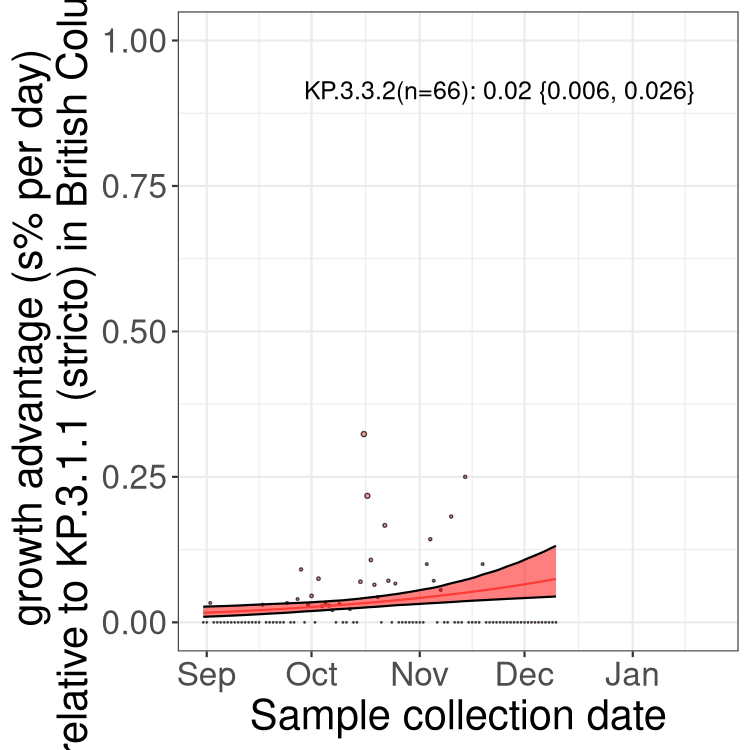 growth advantage (s% per day)
relative to KP.3.1.1 (stricto) in British Colu
1.00
0.75
0.50
0.25
0.00
KP.3.3.2(n=66): 0.02 {0.006, 0.026}
Sep Oct Nov Dec Jan
Sample collection date